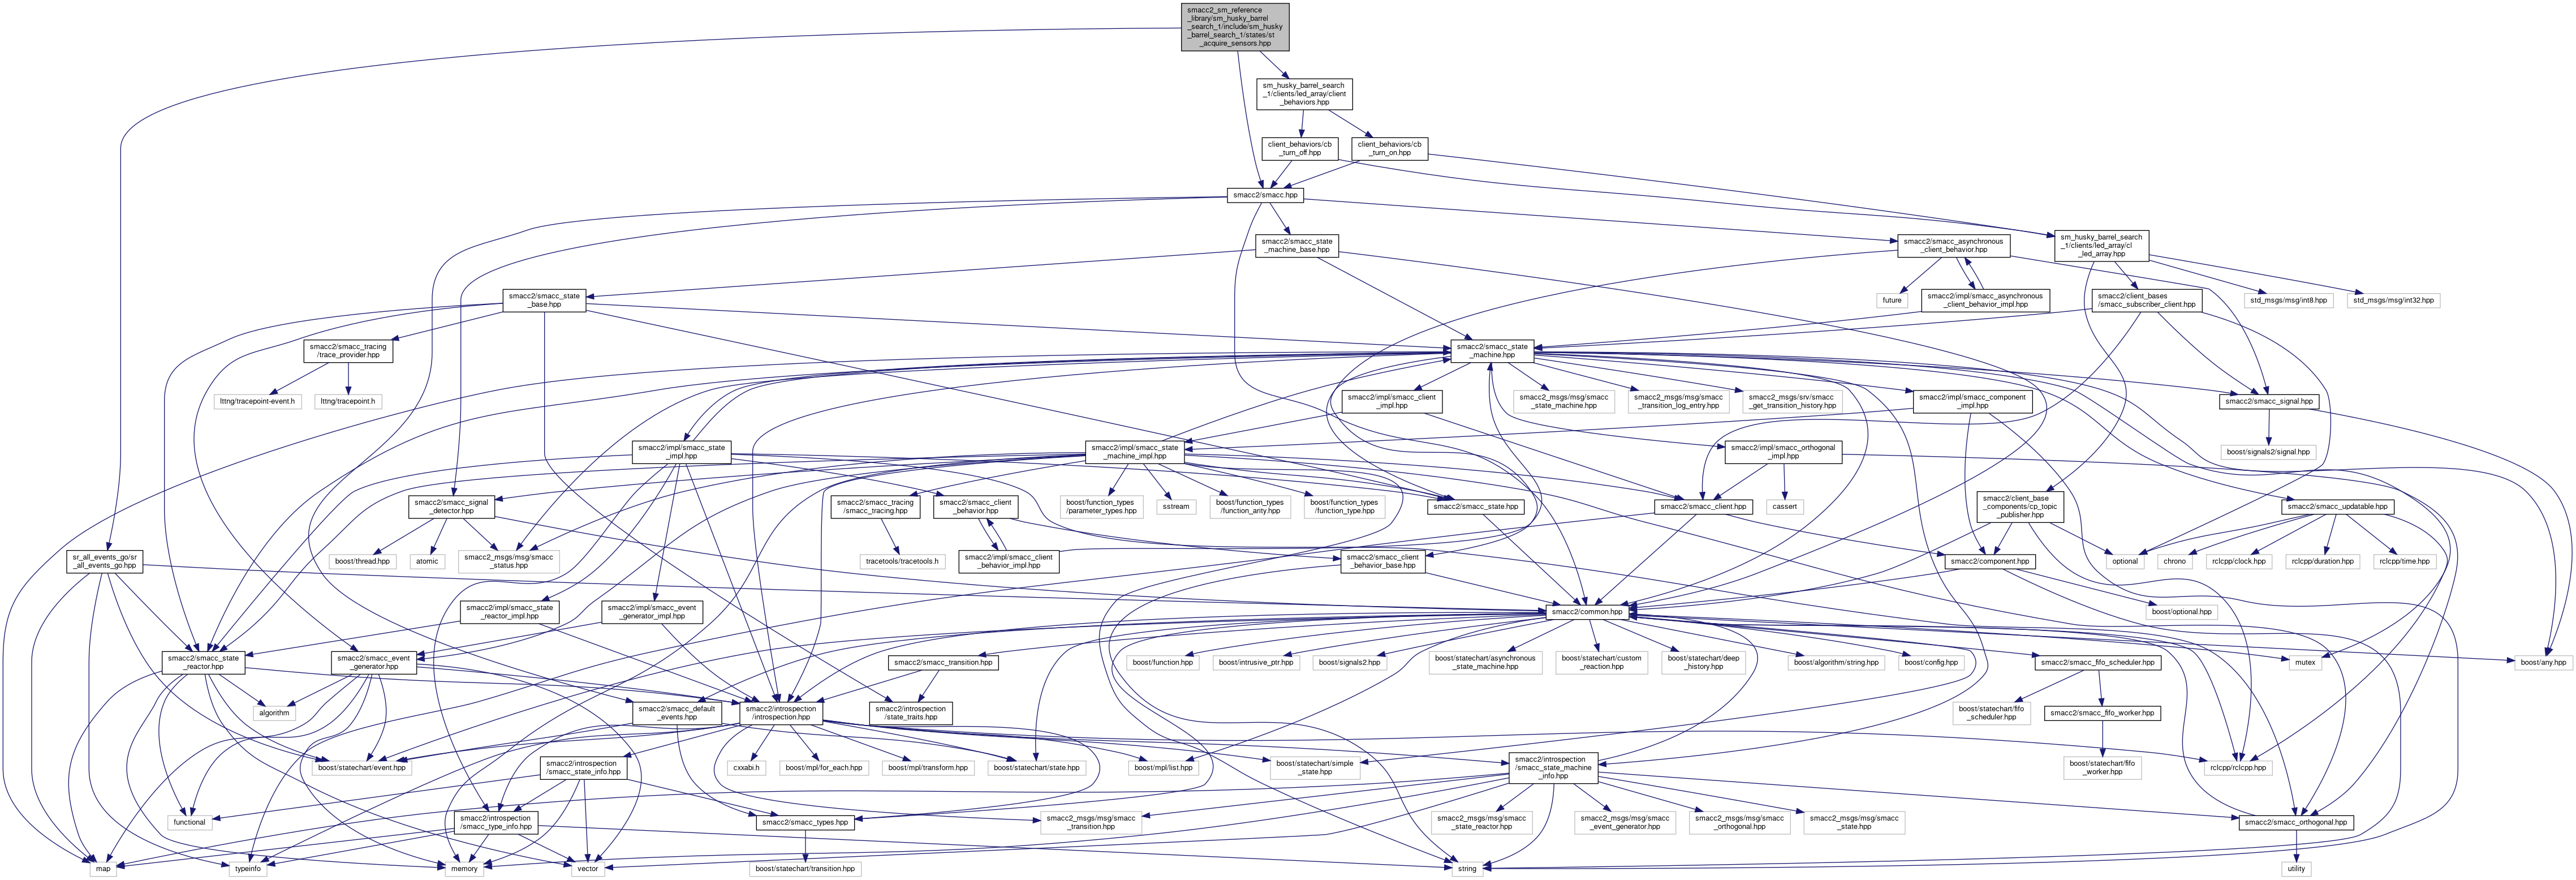 smacc2_sm_reference
_library/sm_husky_barrel
_search_1/include/sm_husky
_barrel_search_1/states/st
_acquire_sensors.hpp
sm_husky_barrel_search
_1/clients/led_array/client
_behaviors.hpp
client_behaviors/cb
_turn_off.hpp
client_behaviors/cb
_turn_on.hpp
smacc2/smacc.hpp
smacc2/smacc_state
_machine_base.hpp
smacc2/smacc_asynchronous
_client_behavior.hpp
sm_husky_barrel_search
_1/clients/led_array/cl
_led_array.hpp
smacc2/smacc_state
_base.hpp
future
smacc2/impl/smacc_asynchronous
_client_behavior_impl.hpp
smacc2/client_bases
/smacc_subscriber_client.hpp
std_msgs/msg/int8.hpp
std_msgs/msg/int32.hpp
smacc2/smacc_tracing
/trace_provider.hpp
smacc2/smacc_state
_machine.hpp
lttng/tracepoint-event.h
lttng/tracepoint.h
smacc2/impl/smacc_client
_impl.hpp
smacc2_msgs/msg/smacc
_state_machine.hpp
smacc2_msgs/msg/smacc
_transition_log_entry.hpp
smacc2_msgs/srv/smacc
_get_transition_history.hpp
smacc2/impl/smacc_component
_impl.hpp
smacc2/smacc_signal.hpp
smacc2/impl/smacc_state
_impl.hpp
smacc2/impl/smacc_state
_machine_impl.hpp
smacc2/impl/smacc_orthogonal
_impl.hpp
boost/signals2/signal.hpp
smacc2/smacc_signal
_detector.hpp
smacc2/smacc_tracing
/smacc_tracing.hpp
smacc2/smacc_client
_behavior.hpp
boost/function_types
/parameter_types.hpp
sstream
boost/function_types
/function_arity.hpp
boost/function_types
/function_type.hpp
smacc2/smacc_state.hpp
smacc2/smacc_client.hpp
cassert
smacc2/client_base
_components/cp_topic
_publisher.hpp
smacc2/smacc_updatable.hpp
sr_all_events_go/sr
_all_events_go.hpp
boost/thread.hpp
atomic
smacc2_msgs/msg/smacc
_status.hpp
tracetools/tracetools.h
smacc2/impl/smacc_client
_behavior_impl.hpp
smacc2/smacc_client
_behavior_base.hpp
smacc2/component.hpp
optional
chrono
rclcpp/clock.hpp
rclcpp/duration.hpp
rclcpp/time.hpp
smacc2/impl/smacc_state
_reactor_impl.hpp
smacc2/impl/smacc_event
_generator_impl.hpp
smacc2/common.hpp
boost/optional.hpp
smacc2/smacc_state
_reactor.hpp
smacc2/smacc_event
_generator.hpp
smacc2/smacc_transition.hpp
boost/function.hpp
boost/intrusive_ptr.hpp
boost/signals2.hpp
boost/statechart/asynchronous
_state_machine.hpp
boost/statechart/custom
_reaction.hpp
boost/statechart/deep
_history.hpp
boost/algorithm/string.hpp
boost/config.hpp
smacc2/smacc_fifo_scheduler.hpp
mutex
boost/any.hpp
algorithm
smacc2/smacc_default
_events.hpp
smacc2/introspection
/introspection.hpp
smacc2/introspection
/state_traits.hpp
boost/statechart/fifo
_scheduler.hpp
smacc2/smacc_fifo_worker.hpp
boost/statechart/event.hpp
smacc2/introspection
/smacc_state_info.hpp
cxxabi.h
boost/mpl/for_each.hpp
boost/mpl/transform.hpp
boost/statechart/state.hpp
boost/mpl/list.hpp
boost/statechart/simple
_state.hpp
smacc2/introspection
/smacc_state_machine
_info.hpp
boost/statechart/fifo
_worker.hpp
rclcpp/rclcpp.hpp
functional
smacc2/introspection
/smacc_type_info.hpp
smacc2/smacc_types.hpp
smacc2_msgs/msg/smacc
_transition.hpp
smacc2_msgs/msg/smacc
_state_reactor.hpp
smacc2_msgs/msg/smacc
_event_generator.hpp
smacc2_msgs/msg/smacc
_orthogonal.hpp
smacc2_msgs/msg/smacc
_state.hpp
smacc2/smacc_orthogonal.hpp
map
typeinfo
memory
vector
boost/statechart/transition.hpp
string
utility